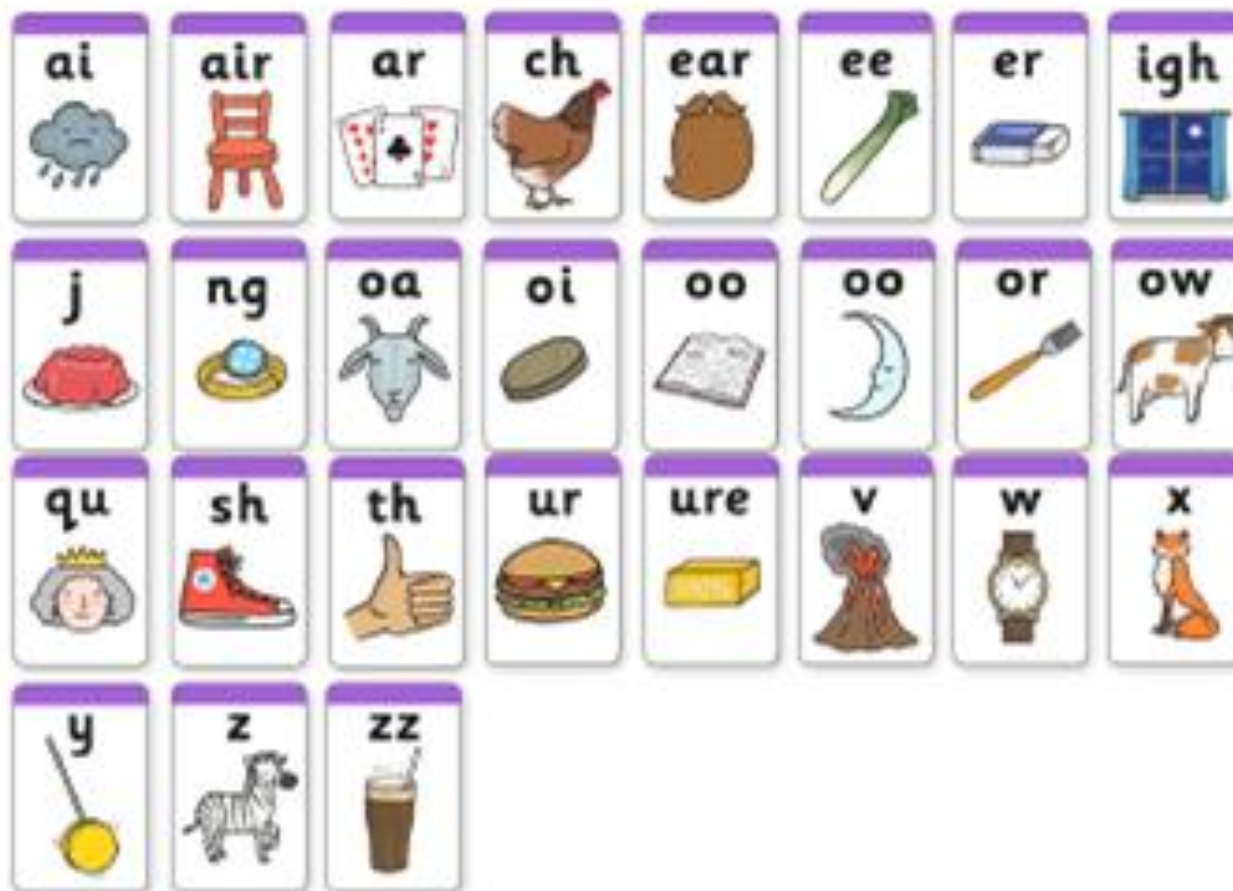 ai air ar ch ear ee er igh
j ng oa oi oo oo or ow
qu sh th ur ure v w x
y z zz